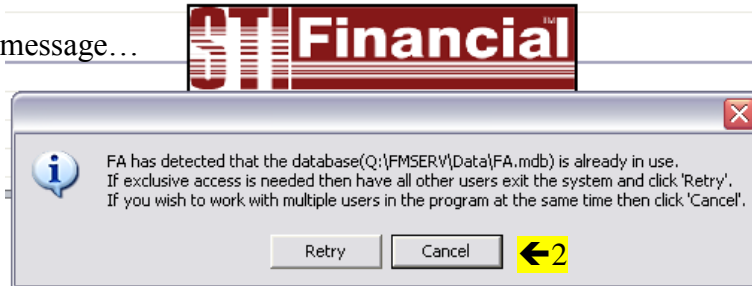 message…
STI Financial™
FA has detected that the database(Q:\FMSERV\Data\FA.mdb) is already in use.
If exclusive access is needed then have all other users exit the system and click 'Retry'.
If you wish to work with multiple users in the program at the same time then click 'Cancel'.
Retry Cancel ←2